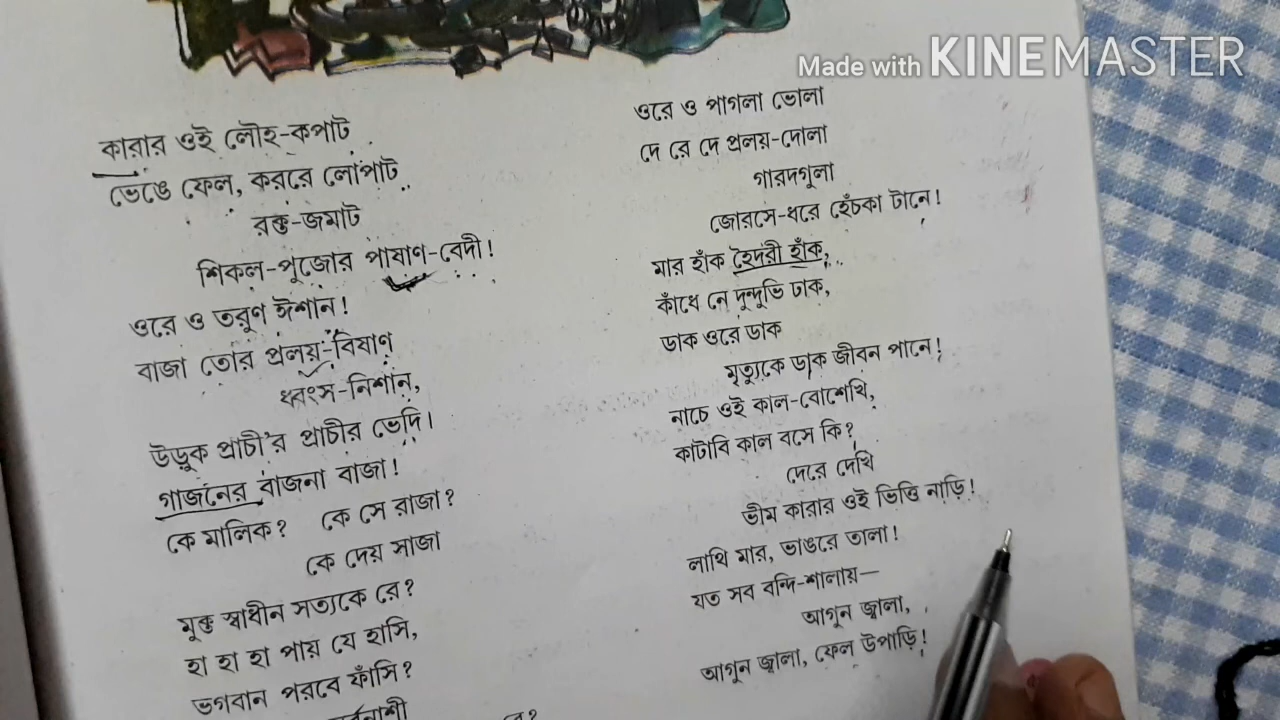 Made with KINEMASTER
কারার ওই লৌহ-কপাট
ভেঙে ফেল, কররে লোপাট
রক্ত-জমাট
শিকল-পুজোর পাষাণ-বেদী!
ওরে ও তরুণ ঈশান!
বাজা তোর প্রলয়-বিষাণ
ধ্বংস-নিশান,
উড়ুক প্রাচী'র প্রাচীর ভেদি।
গাজনের বাজনা বাজা!
কে মালিক? কে সে রাজা?
কে দেয় সাজা
মুক্ত স্বাধীন সত্যকে রে?
হা হা হা পায় যে হাসি,
ভগবান পরবে ফাঁসি?
রে?
ওরে ও পাগলা ভোলা
দে রে দে প্রলয়-দোলা
গারদগুলা
জোরসে-ধরে হেঁচকা টানে!
মার হাঁক হৈদরী হাঁক,
কাঁধে নে দুন্দুভি ঢাক,
ডাক ওরে ডাক
মৃত্যুকে ডাক জীবন পানে!
নাচে ওই কাল-বোশেখি,
কাটাবি কাল বসে কি?
দেরে দেখি
ভীম কারার ওই ভিত্তি নাড়ি!
লাথি মার, ভাঙরে তালা!
যত সব বন্দি-শালায়—
আগুন জ্বালা,
আগুন জ্বালা, ফেল উপাড়ি!